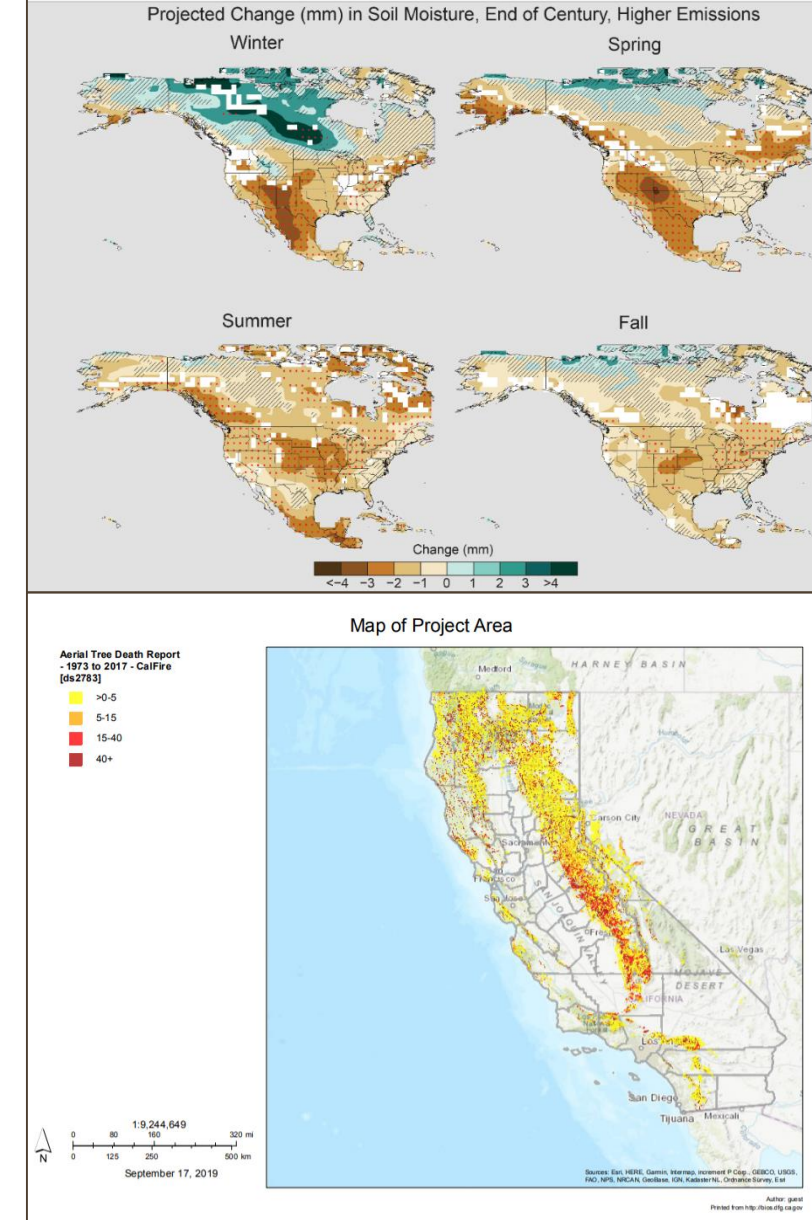 Projected Change (mm) in Soil Moisture, End of Century, Higher Emissions
Winter
Spring
Summer
Fall
Change (mm)
<−4 −3 −2 −1 0 1 2 3 >4
Map of Project Area
Aerial Tree Death Report
- 1973 to 2017 - CalFire
[ds2783]
>0-5
5-15
15-40
40+
Medford
HARNEY BASIN
Carson City
NEVADA
GREAT
BASIN
Sacramento
San Jose
SAN JOAQUIN VALLEY
Las Vegas
MOJAVE
DESERT
CALIFORNIA
San Diego
Tijuana
Mexicali
1:9,244,649
0 80 160 320 mi
0 125 250 500 km
N
September 17, 2019
Sources: Esri, HERE, Garmin, Intermap, increment P Corp., GEBCO, USGS,
FAO, NPS, NRCAN, GeoBase, IGN, Kadaster NL, Ordnance Survey, Esri
Author: guest
Printed from http://bios.dfg.ca.gov